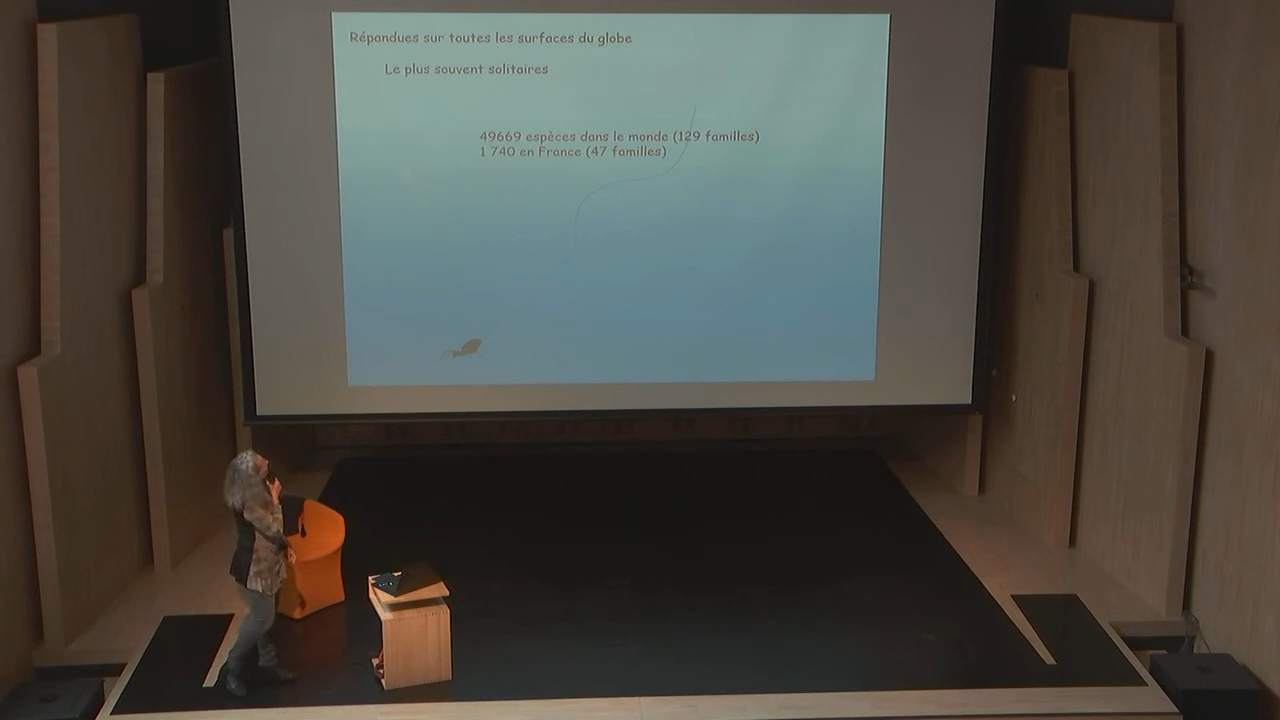 Répandues sur toutes les surfaces du globe
Le plus souvent solitaires
49669 espèces dans le monde (129 familles)
1 740 en France (47 familles)